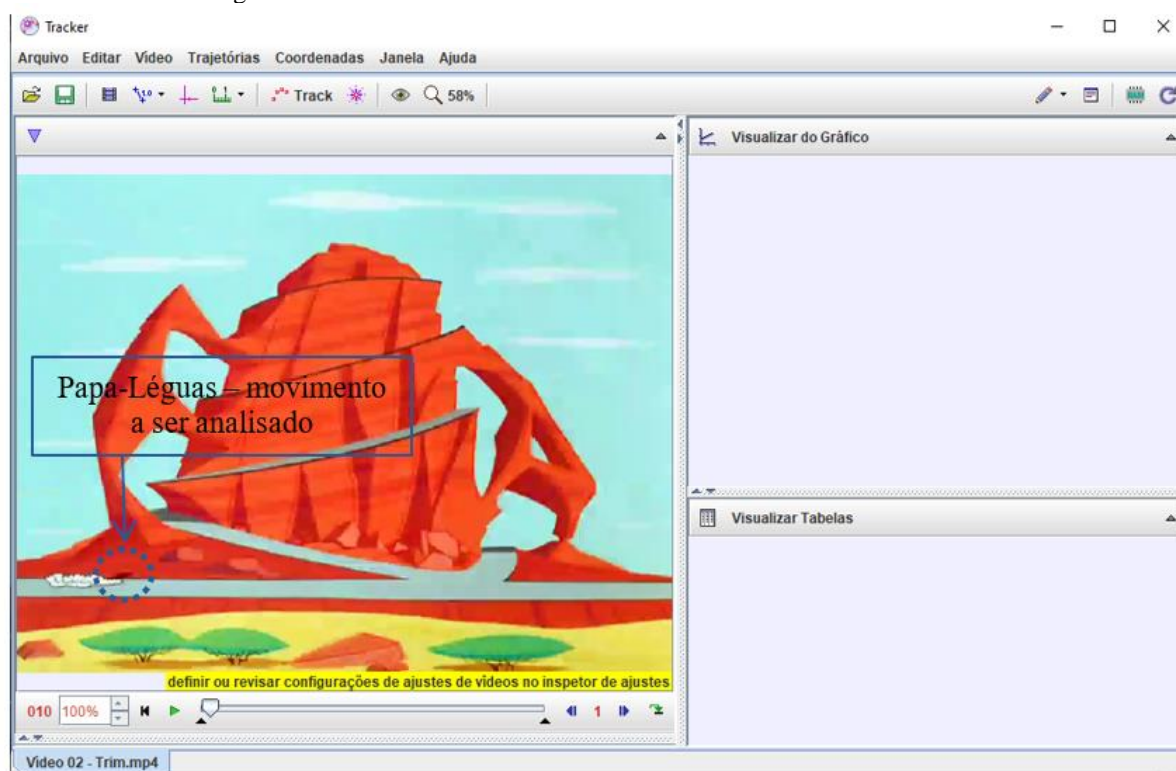 Tracker
Arquivo Editar Vídeo Trajetórias Coordenadas Janela Ajuda
Track 58%
Visualizar do Gráfico
Papa-Léguas – movimento
a ser analisado
Visualizar Tabelas
definir ou revisar configurações de ajustes de vídeos no inspetor de ajustes
010 100% 1
Vídeo 02 - Trim.mp4